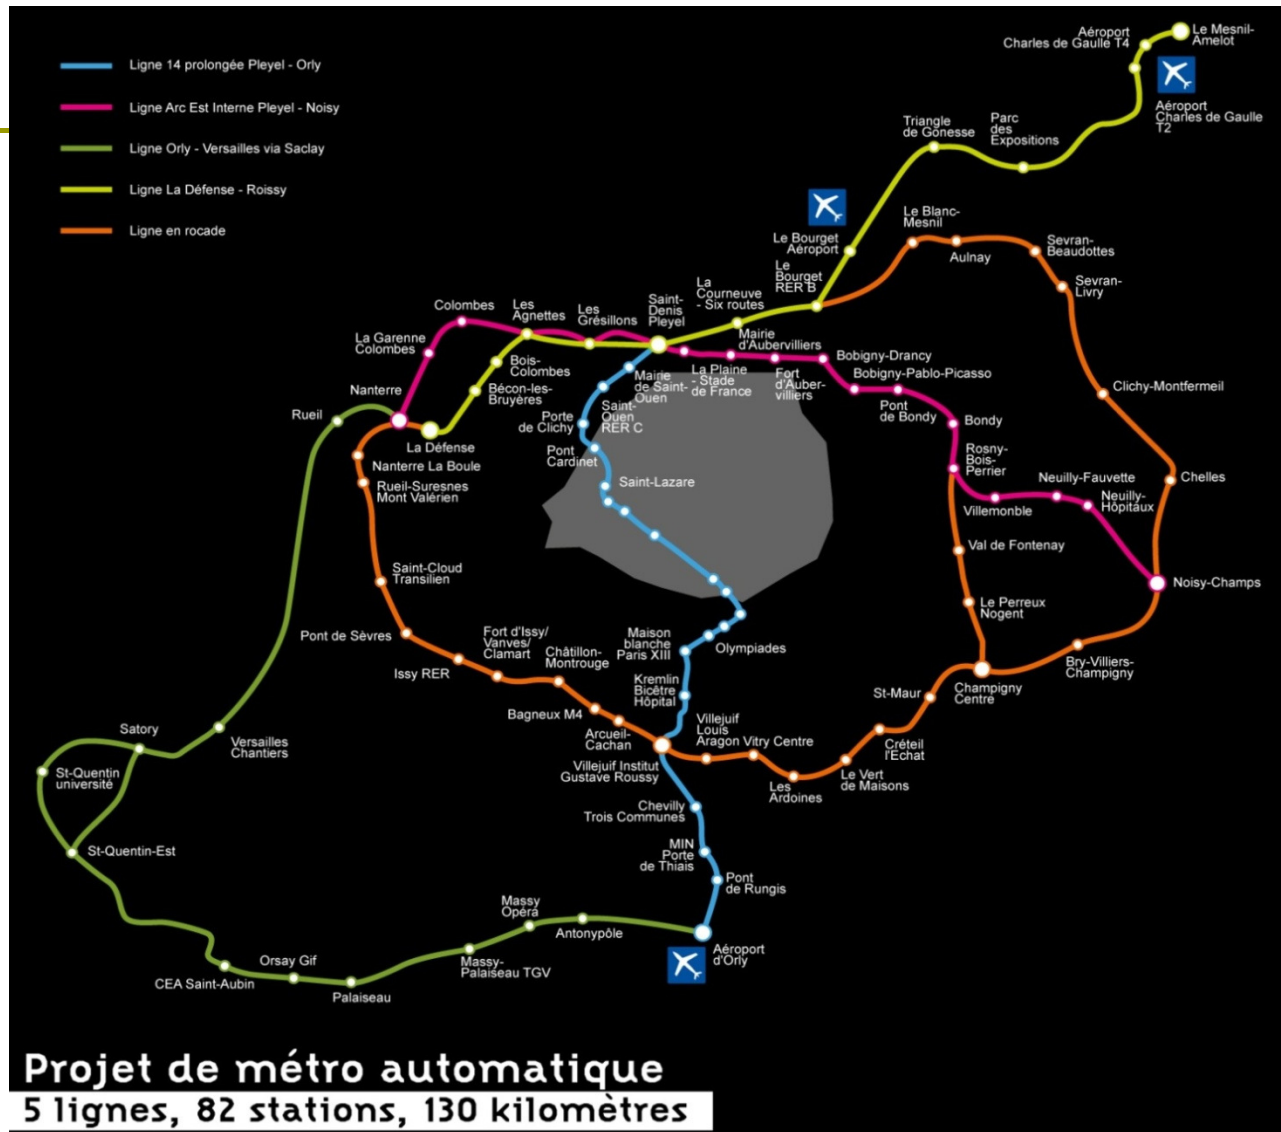 Ligne 14 prolongée Pleyel - Orly
Ligne Arc Est Interne Pleyel - Noisy
Ligne Orly - Versailles via Saclay
Ligne La Défense - Roissy
Ligne en rocade
Aéroport
Charles de Gaulle T4
Le Mesnil-
Amelot
Aéroport
Charles de Gaulle
T2
Triangle
de Gonesse
Parc
des
Expositions
Le Bourget
Aéroport
Le Blanc-
Mesnil
Aulnay
Sevran-
Beaudottes
Sevran-
Livry
Le
Bourget
RER B
La
Courneuve
- Six routes
Saint-
Denis
Pleyel
Les
Grésillons
Les
Agnettes
Colombes
La Garenne
Colombes
Nanterre
Bois-
Colombes
Bécon-les-
Bruyères
La Défense
Rueil
Nanterre La Boule
Rueil-Suresnes
Mont Valérien
Mairie
d'Aubervilliers
La Plaine
- Stade
de France
Fort
d'Auber-
villiers
Bobigny-Drancy
Bobigny-Pablo-Picasso
Pont
de Bondy
Bondy
Rosny-
Bois-
Perrier
Villemonble
Neuilly-Fauvette
Neuilly-
Hôpitaux
Clichy-Montfermeil
Chelles
Noisy-Champs
Mairie
de Saint-
Ouen
Saint-
Ouen
RER C
Porte
de Clichy
Pont
Cardinet
Saint-Lazare
Val de Fontenay
Le Perreux
Nogent
Bry-Villiers-
Champigny
Champigny
Centre
St-Maur
Créteil
l'Echat
Le Vert
de Maisons
Les
Ardoines
Vitry Centre
Villejuif
Louis
Aragon
Saint-Cloud
Transilien
Pont de Sèvres
Issy RER
Fort d'Issy/
Vanves/
Clamart
Châtillon-
Montrouge
Bagneux M4
Arcueil-
Cachan
Maison
blanche
Paris XIII
Olympiades
Kremlin
Bicêtre
Hôpital
Villejuif Institut
Gustave Roussy
Chevilly
Trois Communes
MIN
Porte
de Thiais
Pont
de Rungis
Aéroport
d'Orly
Versailles
Chantiers
Satory
St-Quentin
université
St-Quentin-Est
CEA Saint-Aubin
Orsay Gif
Palaiseau
Massy-
Palaiseau TGV
Massy
Opéra
Antonypôle
Projet de métro automatique
5 lignes, 82 stations, 130 kilomètres